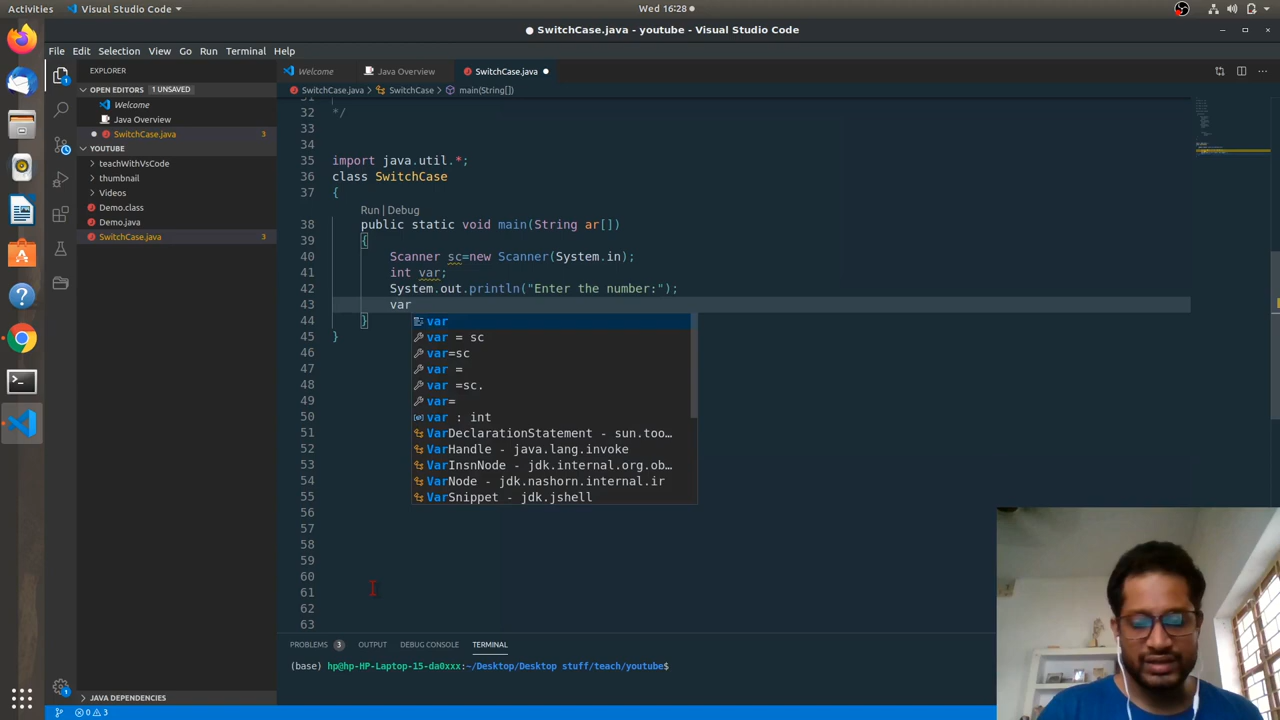 Activities Visual Studio Code Wed 16:28
SwitchCase.java - youtube - Visual Studio Code
File Edit Selection View Go Run Terminal Help
EXPLORER
Welcome Java Overview SwitchCase.java
OPEN EDITORS 1 UNSAVED
SwitchCase.java SwitchCase main(String[])
Welcome
Java Overview
SwitchCase.java 3
YOUTUBE
teachWithVsCode
thumbnail
Videos
Demo.class
Demo.java
SwitchCase.java 3
32 */
33
34
35 import java.util.*;
36 class SwitchCase
37 {
Run | Debug
38 public static void main(String ar[])
39 {
40 Scanner sc=new Scanner(System.in);
41 int var;
42 System.out.println("Enter the number:");
43 var
44 }
45 }
46
47
48
49
50
51
52
53
54
55
56
57
58
59
60
61
62
63
var
var = sc
var=sc
var =
var =sc.
var=
var : int
VarDeclarationStatement - sun.too…
VarHandle - java.lang.invoke
VarInsnNode - jdk.internal.org.ob…
VarNode - jdk.nashorn.internal.ir
VarSnippet - jdk.jshell
PROBLEMS 3 OUTPUT DEBUG CONSOLE TERMINAL
(base) hp@hp-HP-Laptop-15-da0xxx:~/Desktop/Desktop stuff/teach/youtube$
JAVA DEPENDENCIES
0 3